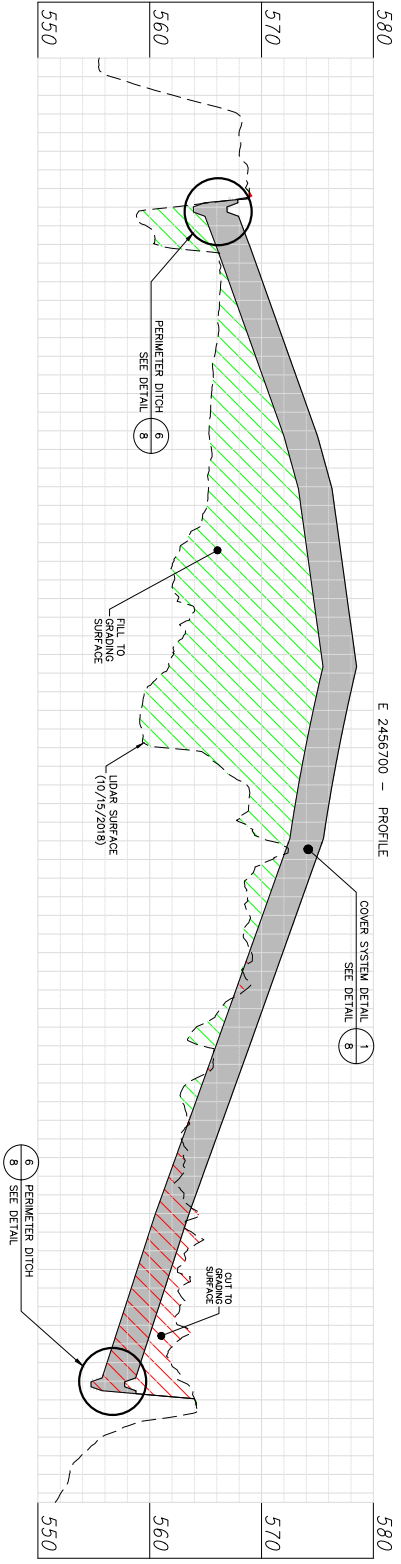 E 2456700 - PROFILE
580
570
560
550
580
570
560
550
COVER SYSTEM DETAIL
SEE DETAIL
1
8
PERIMETER DITCH
SEE DETAIL
6
8
FILL TO
GRADING
SURFACE
LIDAR SURFACE
(10/15/2018)
CUT TO
GRADING
SURFACE
6
8
PERIMETER DITCH
SEE DETAIL